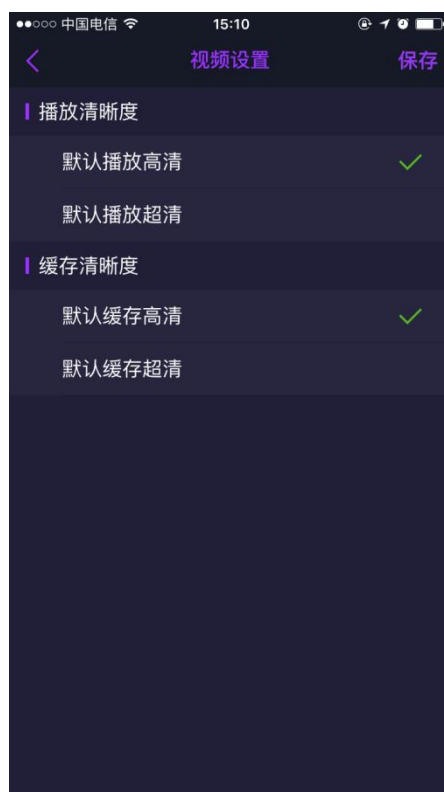 中国电信 15:10
视频设置 保存
播放清晰度
默认播放高清
默认播放超清
缓存清晰度
默认缓存高清
默认缓存超清